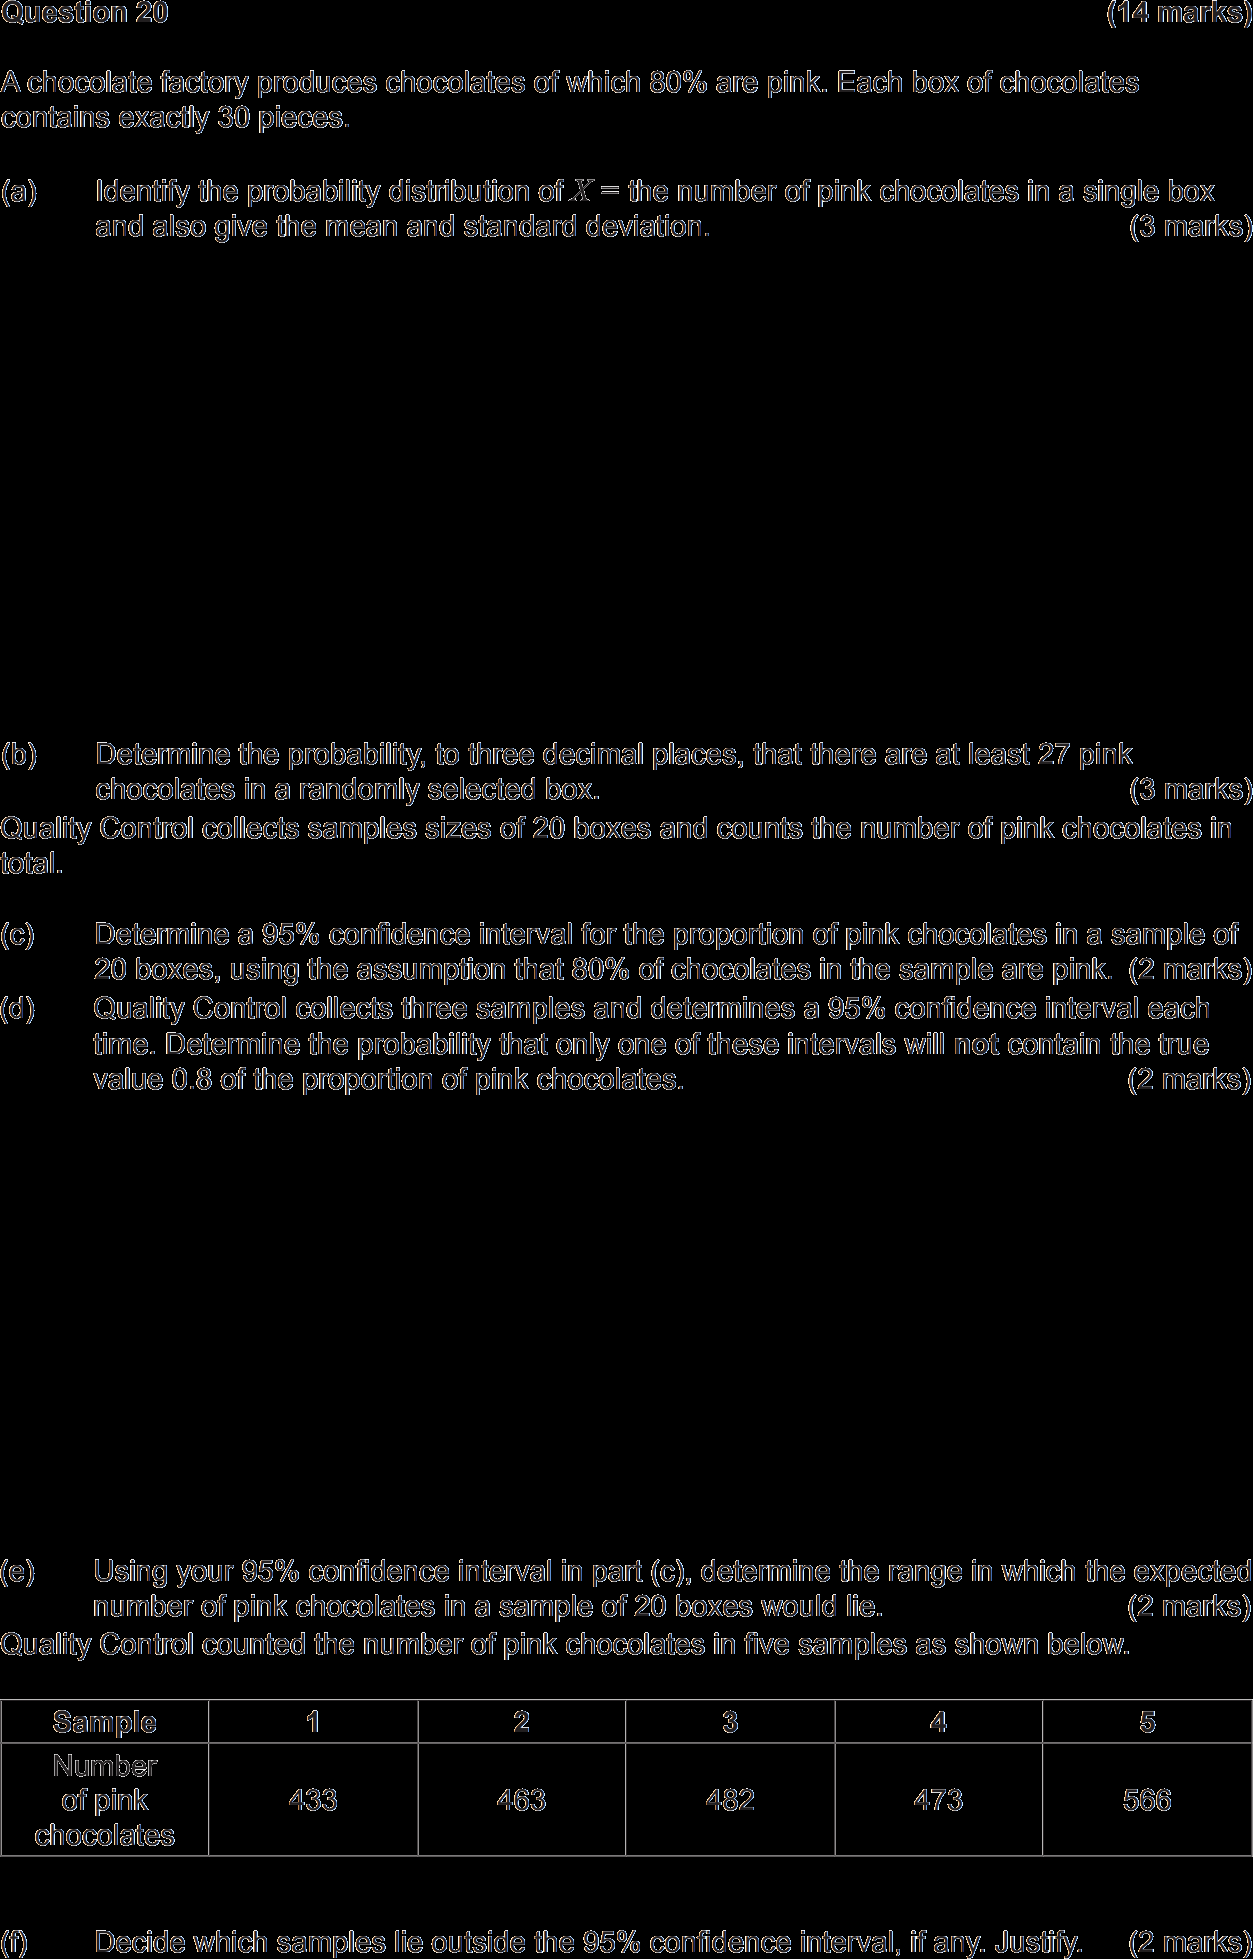 Question 20 (14 marks)
A chocolate factory produces chocolates of which 80% are pink. Each box of chocolates
contains exactly 30 pieces.
(a) Identify the probability distribution of X = the number of pink chocolates in a single box
and also give the mean and standard deviation. (3 marks)
(b) Determine the probability, to three decimal places, that there are at least 27 pink
chocolates in a randomly selected box. (3 marks)
Quality Control collects samples sizes of 20 boxes and counts the number of pink chocolates in
total.
(c) Determine a 95% confidence interval for the proportion of pink chocolates in a sample of
20 boxes, using the assumption that 80% of chocolates in the sample are pink. (2 marks)
(d) Quality Control collects three samples and determines a 95% confidence interval each
time. Determine the probability that only one of these intervals will not contain the true
value 0.8 of the proportion of pink chocolates. (2 marks)
(e) Using your 95% confidence interval in part (c), determine the range in which the expected
number of pink chocolates in a sample of 20 boxes would lie. (2 marks)
Quality Control counted the number of pink chocolates in five samples as shown below.
Sample 1 2 3 4 5
Number
of pink 433 463 482 473 566
chocolates
(f) Decide which samples lie outside the 95% confidence interval, if any. Justify. (2 marks)